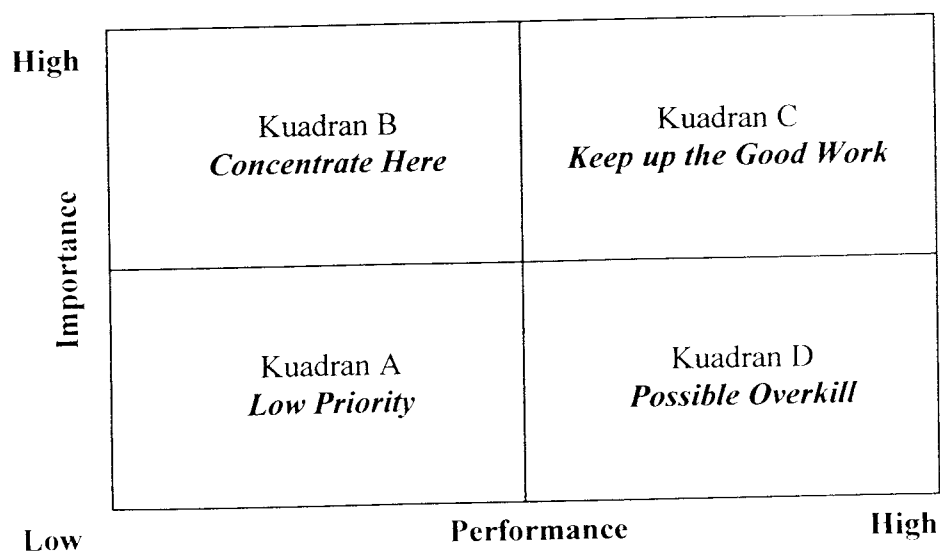 High
Kuadran B
Concentrate Here
Kuadran C
Keep up the Good Work
Importance
Kuadran A
Low Priority
Kuadran D
Possible Overkill
Low
Performance
High